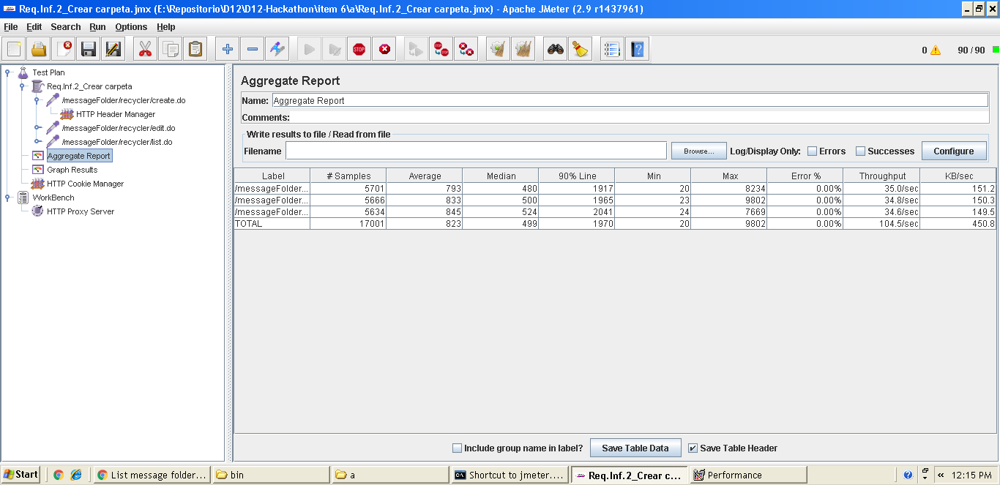 Req.Inf.2_Crear carpeta.jmx (E:\Repositorio\D12\D12-Hackathon\item 6\a\Req.Inf.2_Crear carpeta.jmx) - Apache JMeter (2.9 r1437961)
File Edit Search Run Options Help
STOP 0 90 / 90
Test Plan
Req.Inf.2_Crear carpeta
/messageFolder/recycler/create.do
HTTP Header Manager
/messageFolder/recycler/edit.do
/messageFolder/recycler/list.do
Aggregate Report
Graph Results
HTTP Cookie Manager
WorkBench
HTTP Proxy Server
Aggregate Report
Name: Aggregate Report
Comments:
Write results to file / Read from file
Filename Browse... Log/Display Only: Errors Successes Configure
Label # Samples Average Median 90% Line Min Max Error % Throughput KB/sec
/messageFolder... 5701 793 480 1917 20 8234 0.00% 35.0/sec 151.2
/messageFolder... 5666 833 500 1965 23 9802 0.00% 34.8/sec 150.3
/messageFolder... 5634 845 524 2041 24 7669 0.00% 34.6/sec 149.5
TOTAL 17001 823 499 1970 20 9802 0.00% 104.5/sec 450.8
Include group name in label? Save Table Data Save Table Header
Start List message folder... bin a Shortcut to jmeter.... Req.Inf.2_Crear c... Performance « 12:15 PM